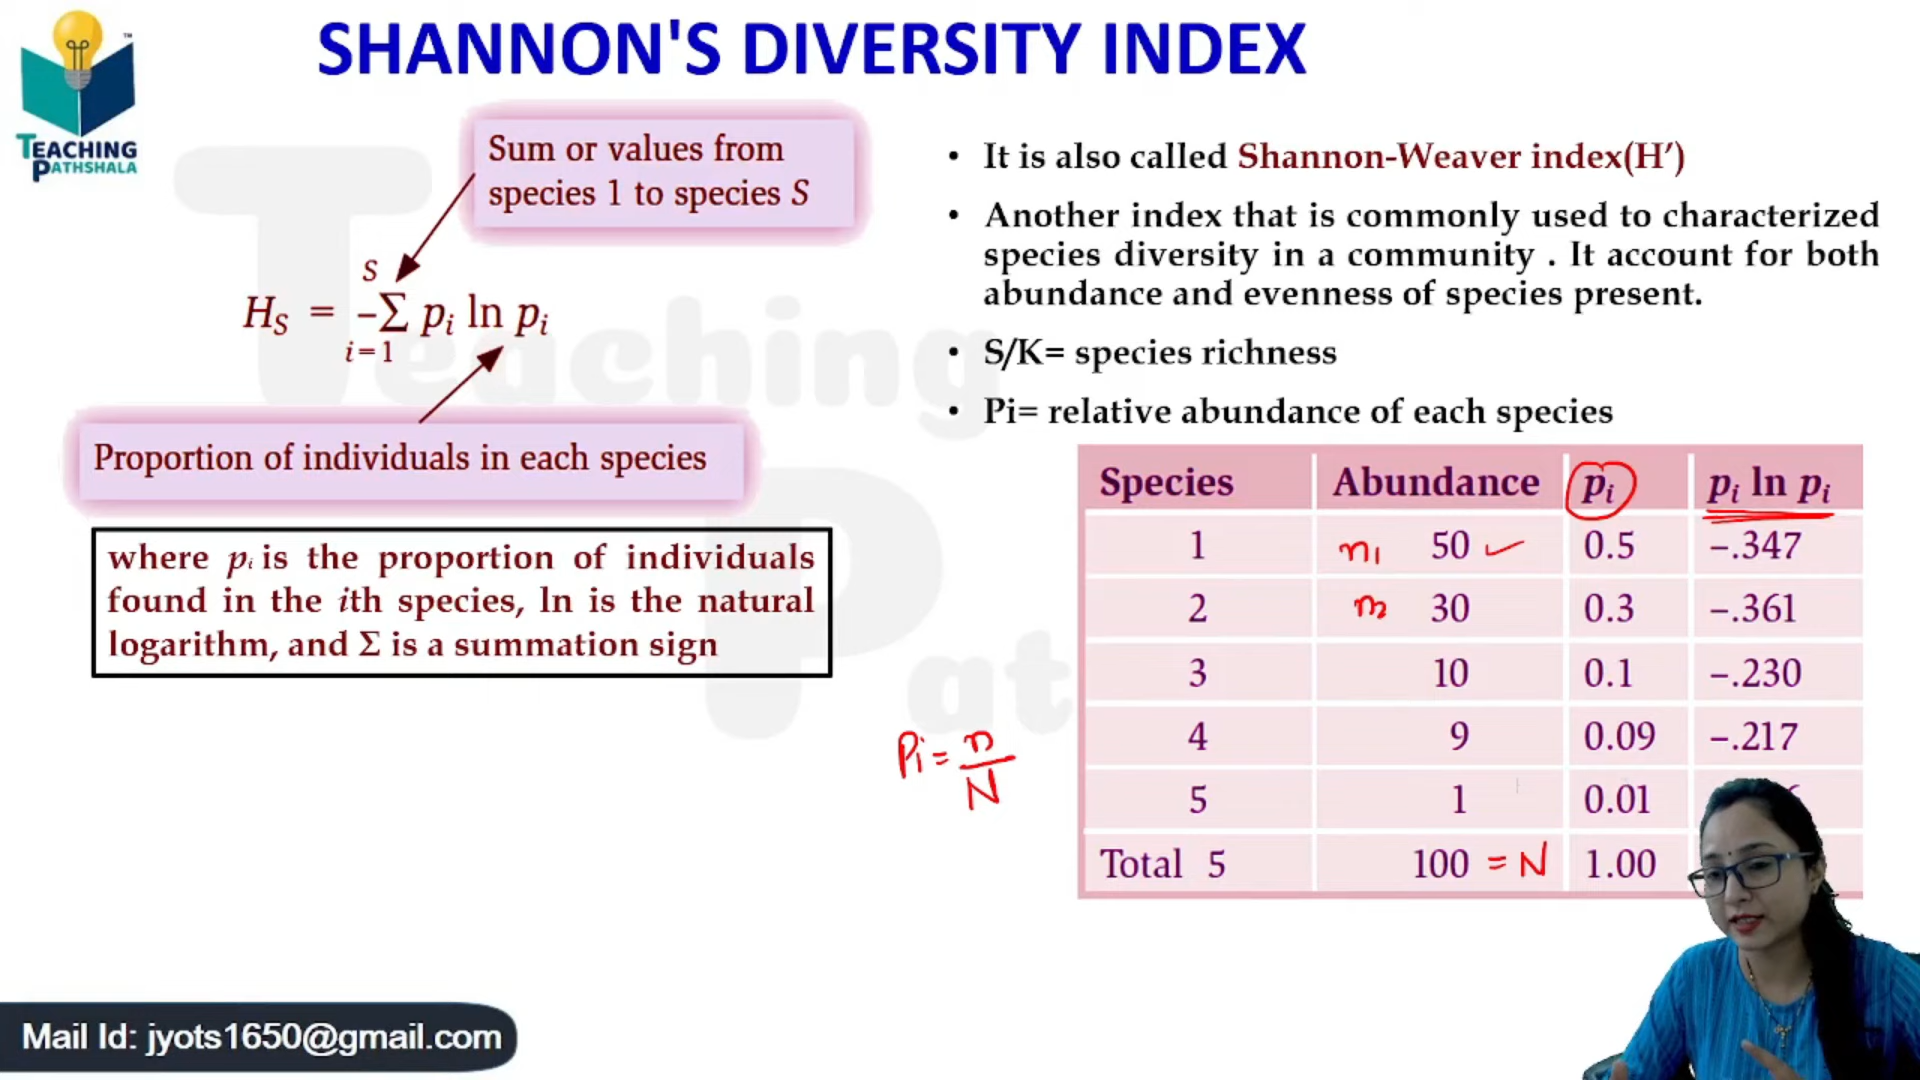 SHANNON'S DIVERSITY INDEX
TEACHING
PATHSHALA
Sum or values from
species 1 to species S
S
H_S = -Σ p_i ln p_i
i=1
Proportion of individuals in each species
where p_i is the proportion of individuals
found in the ith species, ln is the natural
logarithm, and Σ is a summation sign
• It is also called Shannon-Weaver index(H')
• Another index that is commonly used to characterized
species diversity in a community . It account for both
abundance and evenness of species present.
• S/K= species richness
• Pi= relative abundance of each species
Species Abundance p_i p_i ln p_i
1 n1 50 ✓ 0.5 -.347
2 n2 30 0.3 -.361
3 10 0.1 -.230
4 9 0.09 -.217
5 1 0.01
Total 5 100 = N 1.00
Pi = n/N
Teaching
Pat
Mail Id: jyots1650@gmail.com